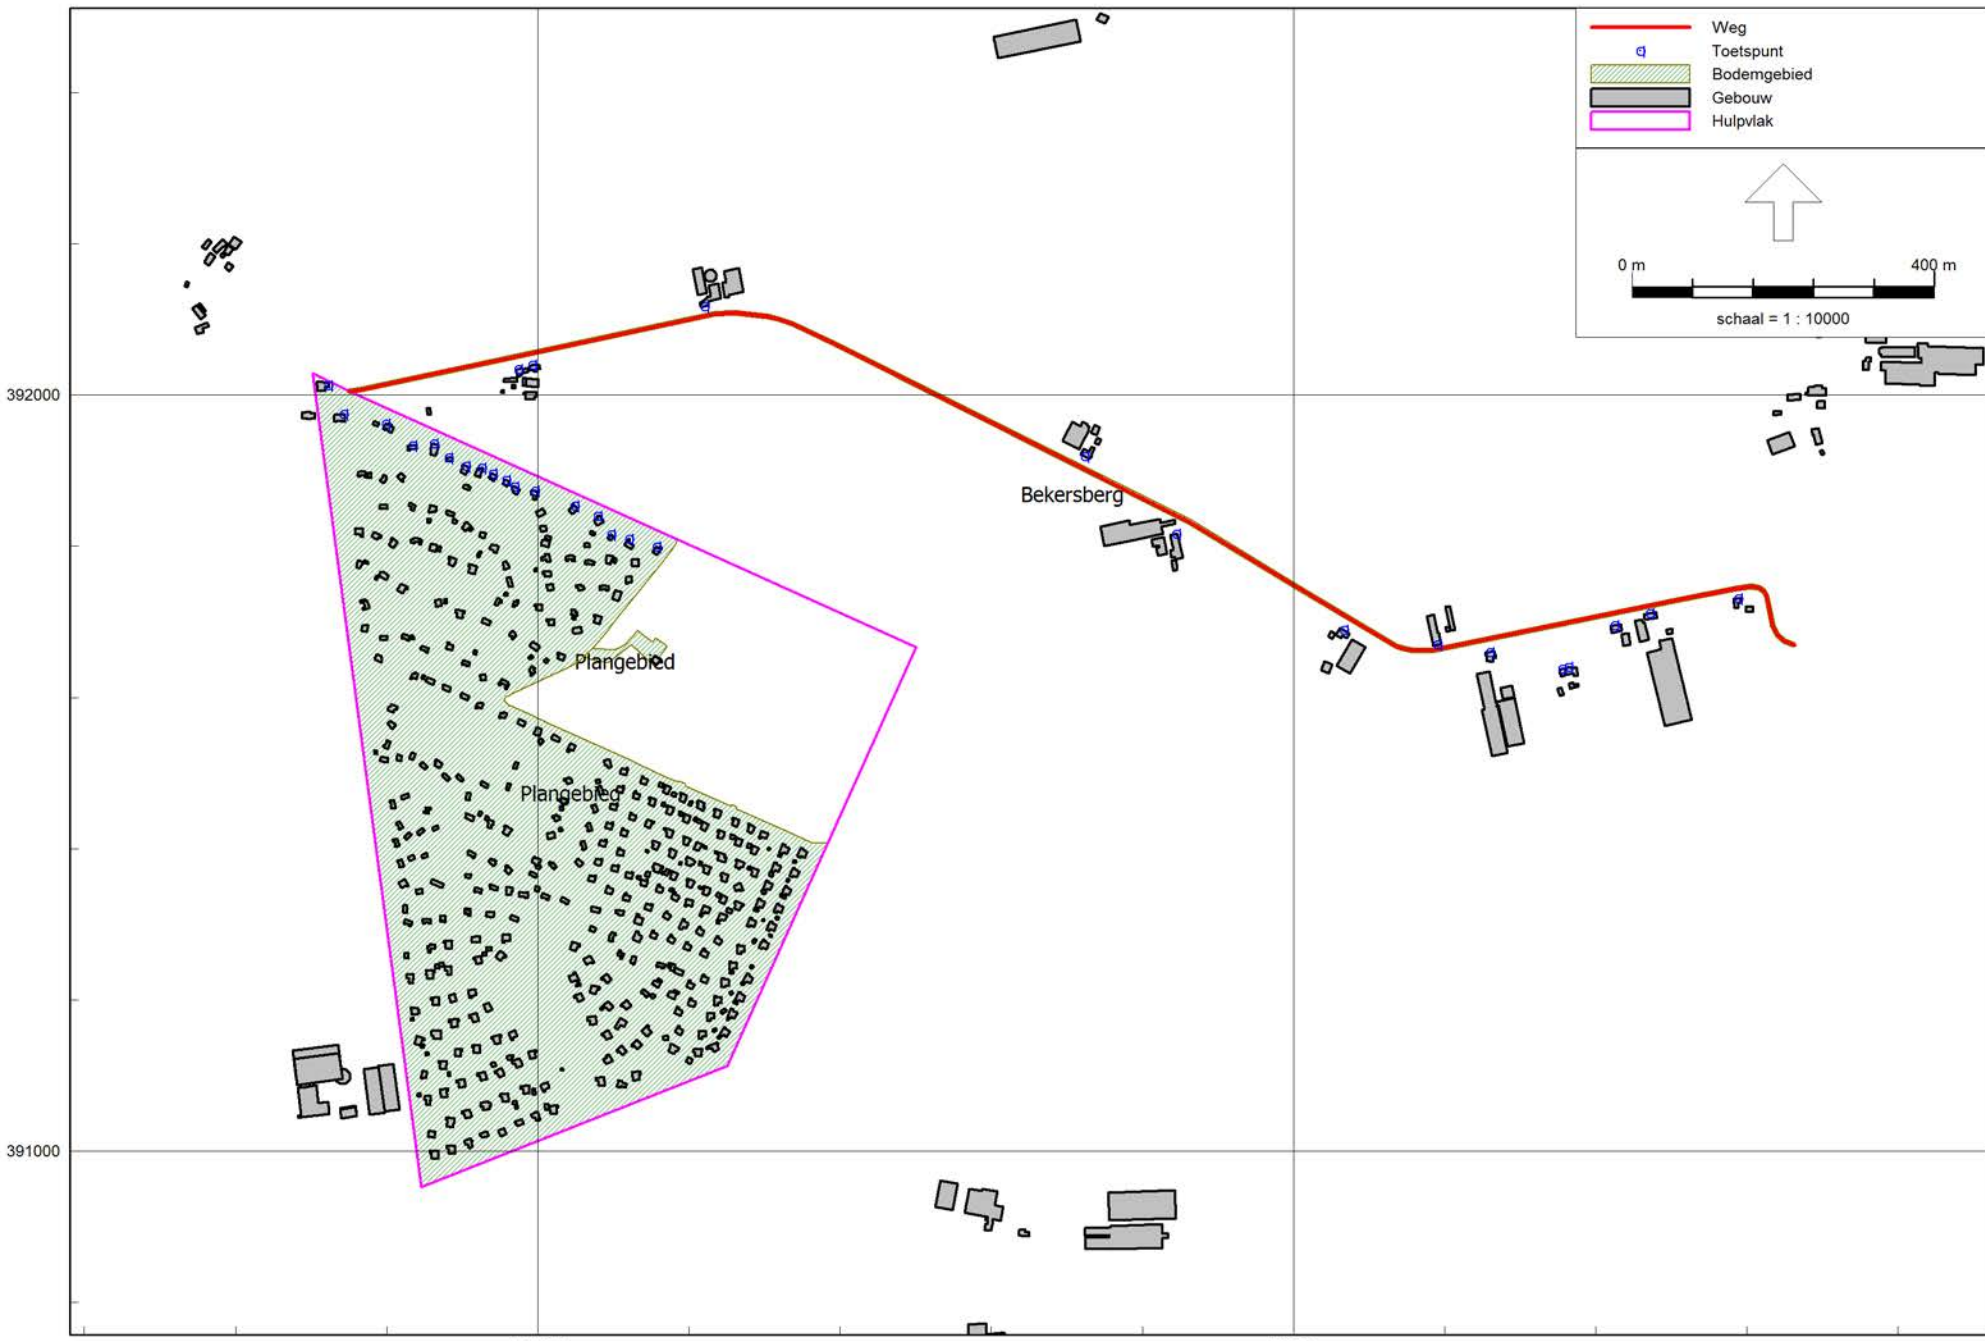 Weg
Toetspunt
Bodemgebied
Gebouw
Hulpvlak
0 m 400 m
schaal = 1 : 10000
392000
Bekersberg
Plangebied
Plangebied
391000